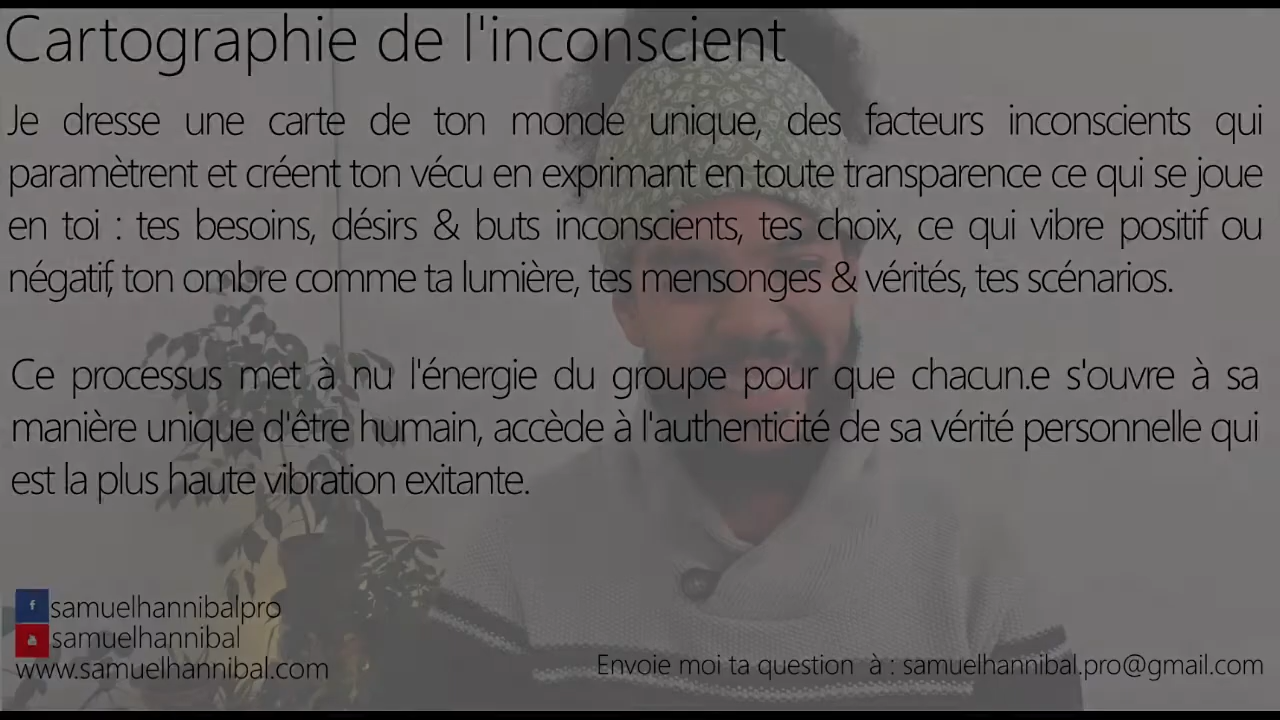 Cartographie de l'inconscient
Je dresse une carte de ton monde unique, des facteurs inconscients qui
paramètrent et créent ton vécu en exprimant en toute transparence ce qui se joue
en toi : tes besoins, désirs & buts inconscients, tes choix, ce qui vibre positif ou
négatif, ton ombre comme ta lumière, tes mensonges & vérités, tes scénarios.
Ce processus met à nu l'énergie du groupe pour que chacun.e s'ouvre à sa
manière unique d'être humain, accède à l'authenticité de sa vérité personnelle qui
est la plus haute vibration exitante.
f samuelhannibalpro
samuelhannibal
www.samuelhannibal.com
Envoie moi ta question à : samuelhannibal.pro@gmail.com